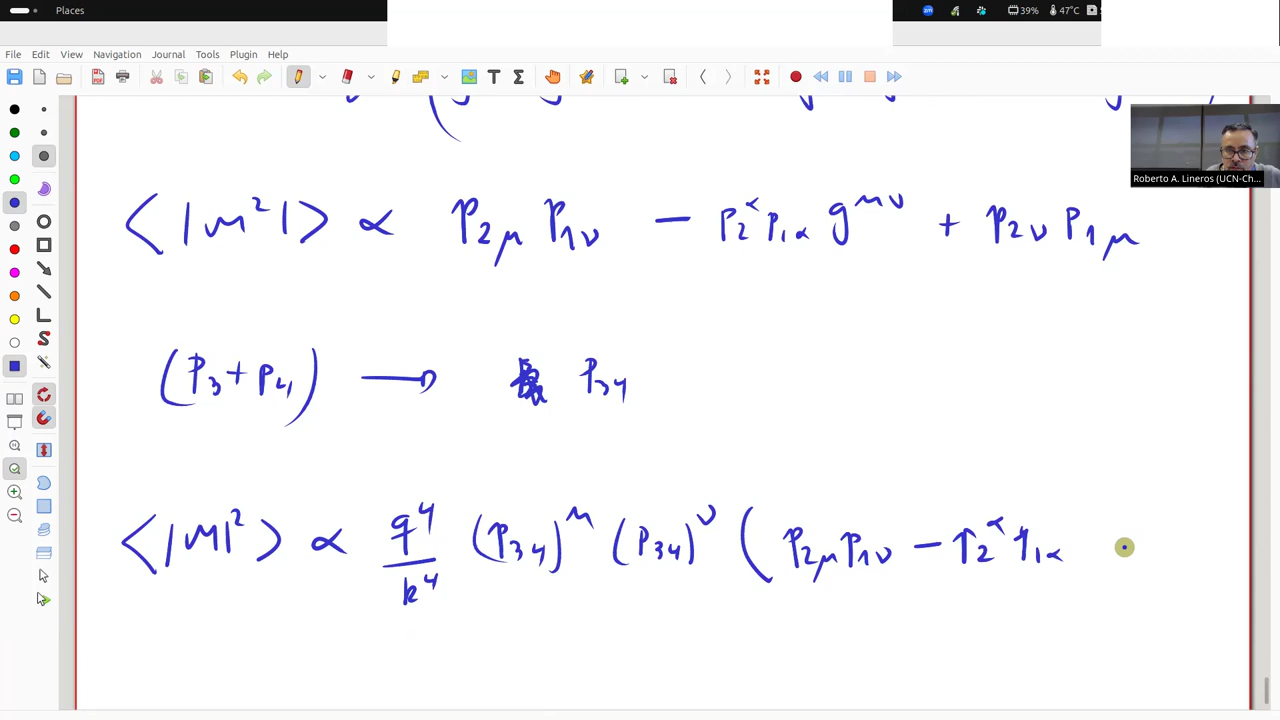 Places
39% 47°C
File Edit View Navigation Journal Tools Plugin Help
Roberto A. Lineros (UCN-Ch...
⟨|M²|⟩ ∝ p₂μ p₁ν − p₂^α p₁α g^μν + p₂ν p₁μ
(p₃ + p₄) ⟶ p₃₄
⟨|M|²⟩ ∝ q⁴/k⁴ (p₃₄)^μ (p₃₄)^ν ( p₂μ p₁ν − p₂^α p₁α